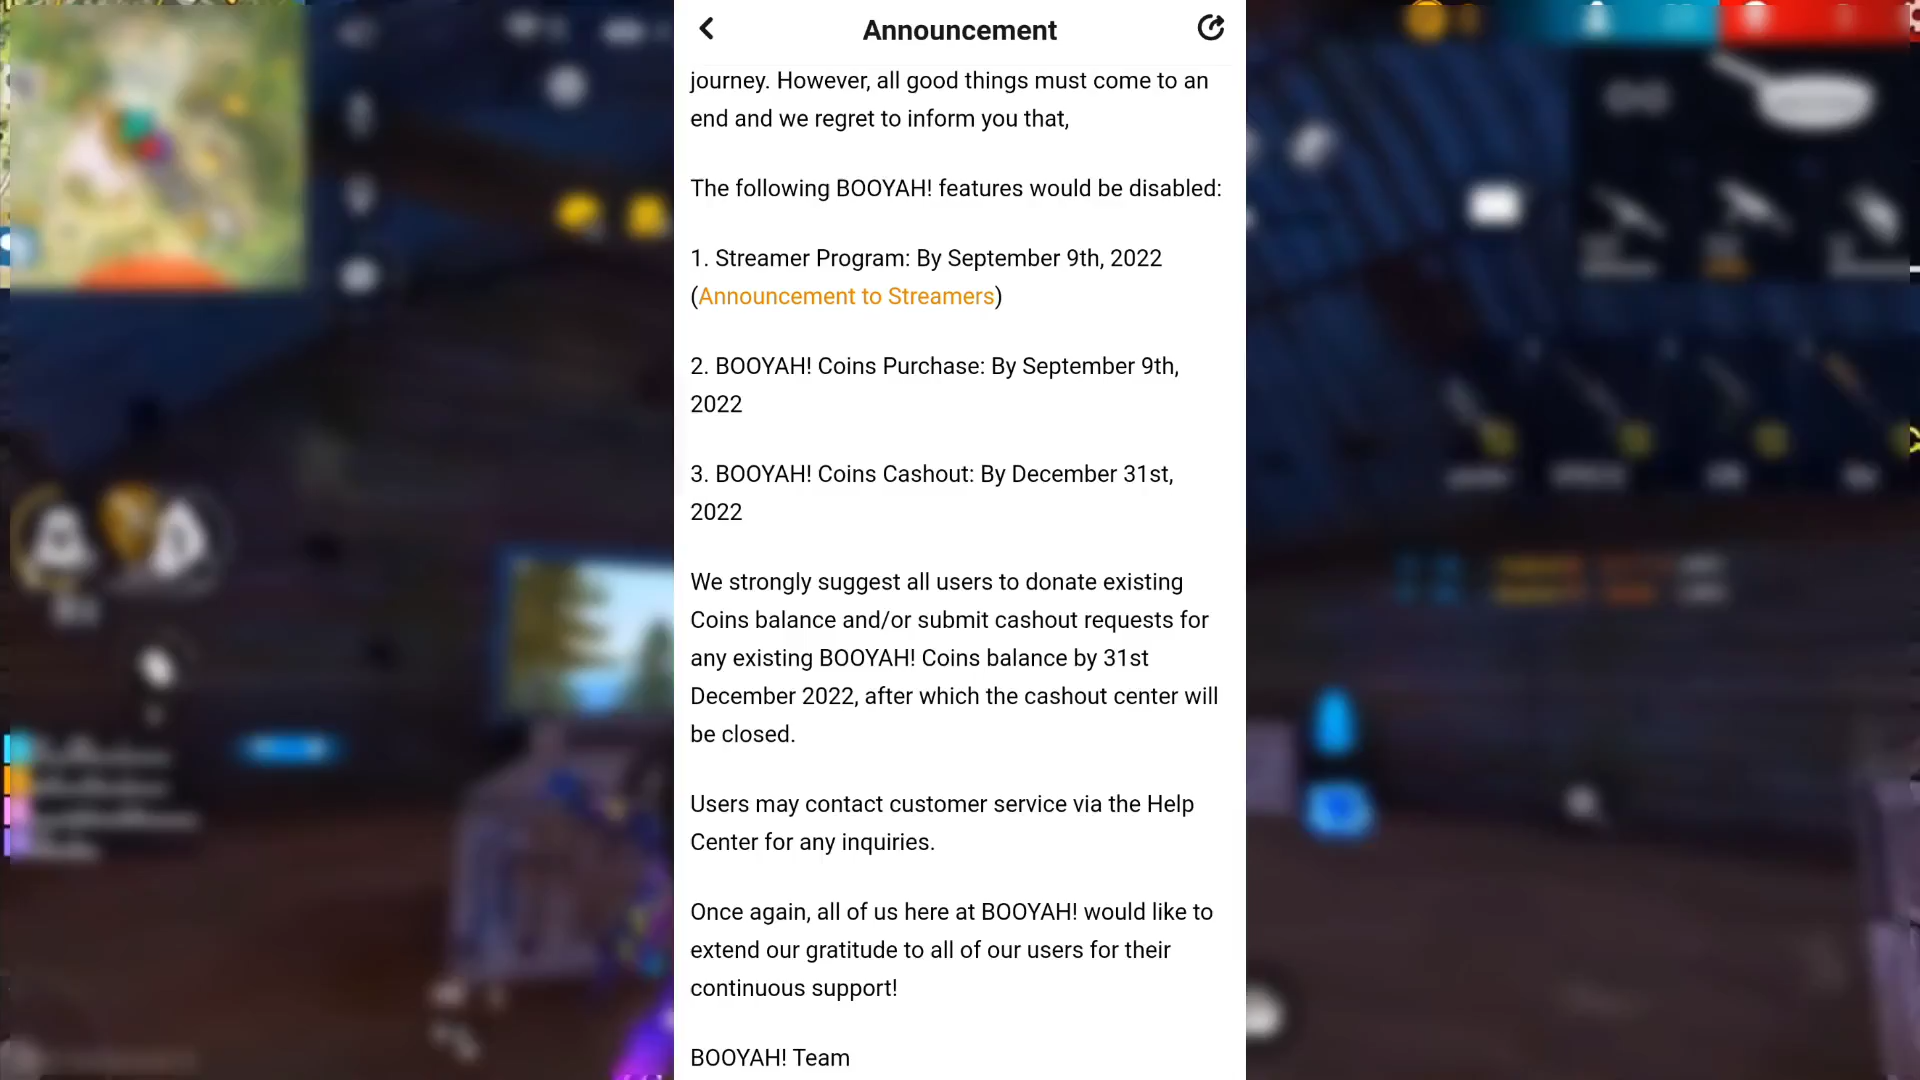 Announcement
journey. However, all good things must come to an
end and we regret to inform you that,
The following BOOYAH! features would be disabled:
1. Streamer Program: By September 9th, 2022
(Announcement to Streamers)
2. BOOYAH! Coins Purchase: By September 9th,
2022
3. BOOYAH! Coins Cashout: By December 31st,
2022
We strongly suggest all users to donate existing
Coins balance and/or submit cashout requests for
any existing BOOYAH! Coins balance by 31st
December 2022, after which the cashout center will
be closed.
Users may contact customer service via the Help
Center for any inquiries.
Once again, all of us here at BOOYAH! would like to
extend our gratitude to all of our users for their
continuous support!
BOOYAH! Team